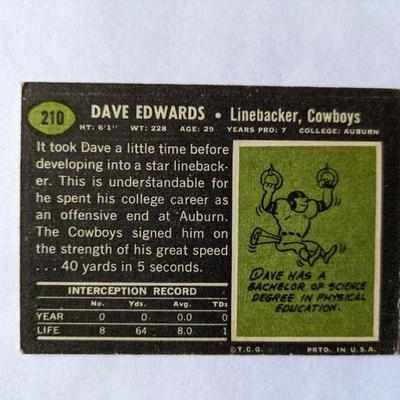 210
DAVE EDWARDS • Linebacker, Cowboys
HT: 6'1" WT: 228 AGE: 29 YEARS PRO: 7 COLLEGE: AUBURN
It took Dave a little time before
developing into a star lineback-
er. This is understandable for
he spent his college career as
an offensive end at Auburn.
The Cowboys signed him on
the strength of his great speed
. . . 40 yards in 5 seconds.
INTERCEPTION RECORD
No. Yds. Avg. TDs
YEAR 0 0 0 0
LIFE 8 64 8.0 1
DAVE HAS A
BACHELOR OF SCIENCE
DEGREE IN PHYSICAL
EDUCATION.
©T.C.G. PRTD. IN U.S.A.